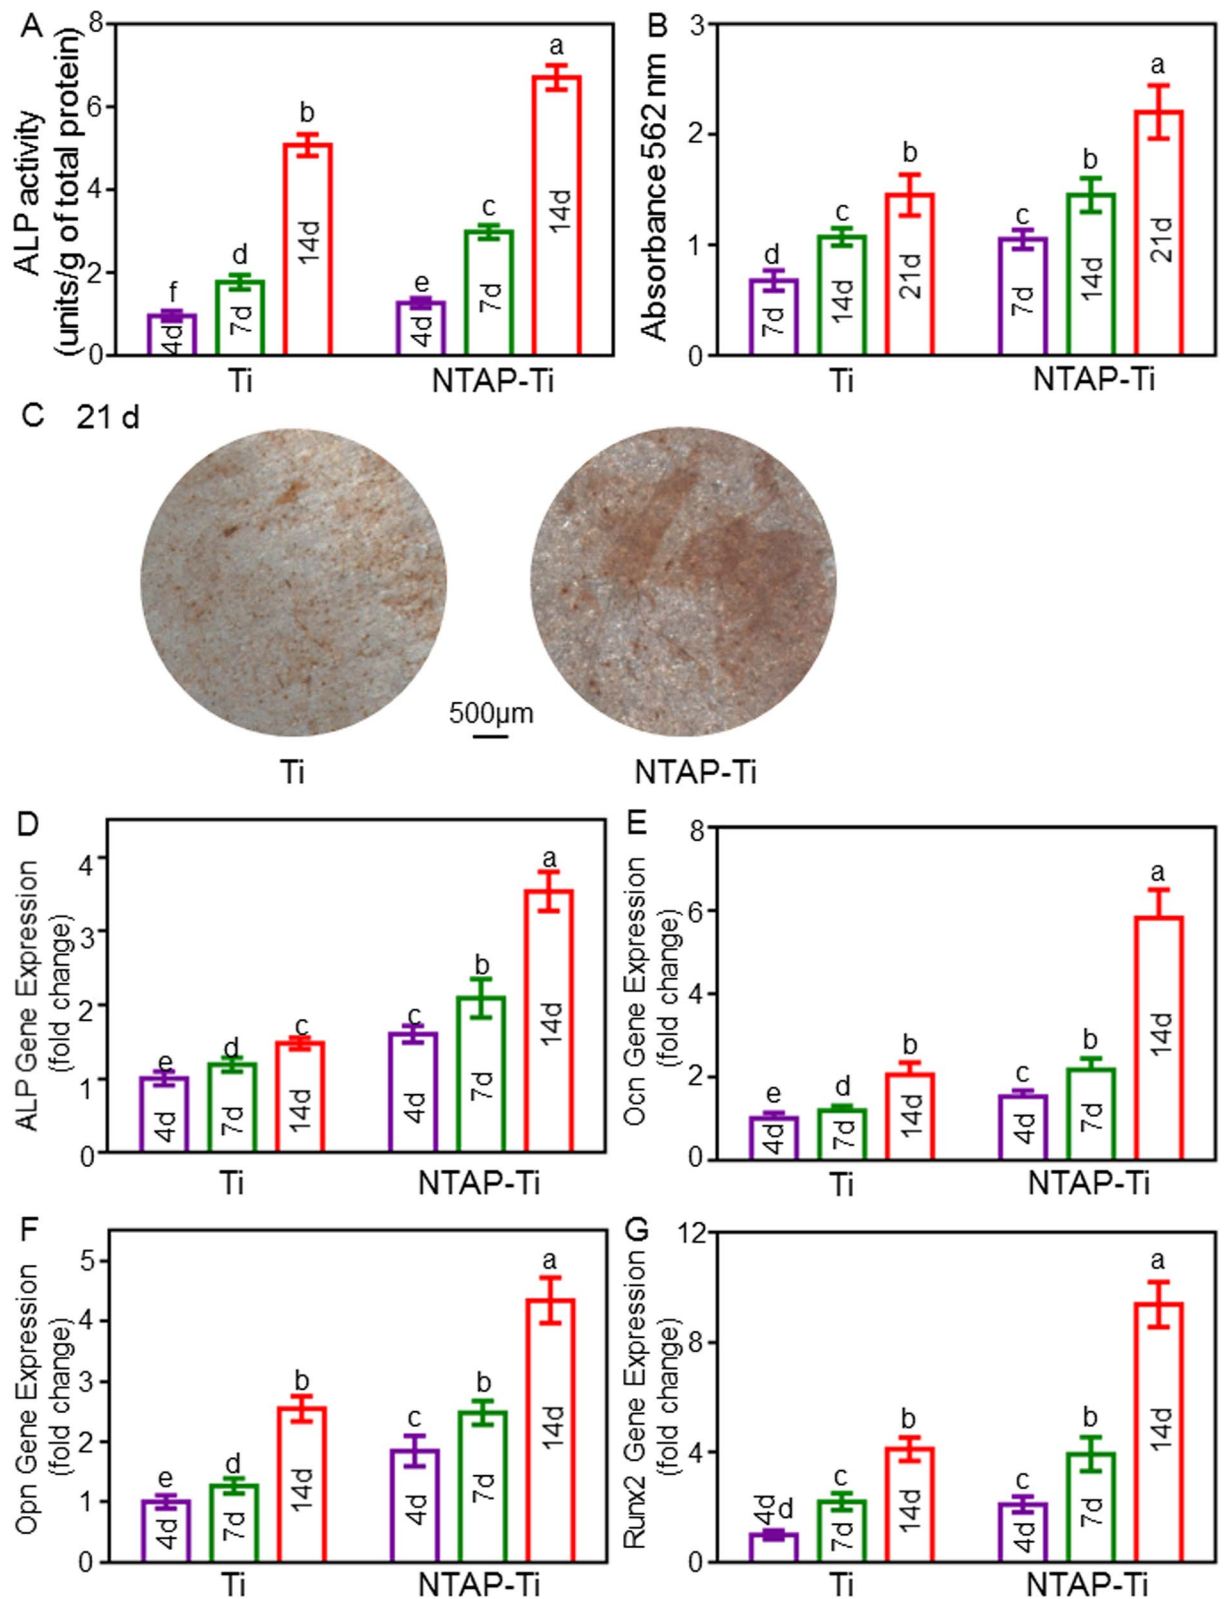 A
ALP activity
(units/g of total protein)
8
6
4
2
0
f
4d
d
7d
b
14d
e
4d
c
7d
a
14d
Ti
NTAP-Ti
B
Absorbance 562 nm
3
2
1
0
d
7d
c
14d
b
21d
c
7d
b
14d
a
21d
Ti
NTAP-Ti
C 21 d
500µm
Ti
NTAP-Ti
D
ALP Gene Expression
(fold change)
4
3
2
1
0
e
4d
d
7d
c
14d
c
4d
b
7d
a
14d
Ti
NTAP-Ti
E
Ocn Gene Expression
(fold change)
8
6
4
2
0
e
4d
d
7d
b
14d
c
4d
b
7d
a
14d
Ti
NTAP-Ti
F
Opn Gene Expression
(fold change)
5
4
3
2
1
0
e
4d
d
7d
b
14d
c
4d
b
7d
a
14d
Ti
NTAP-Ti
G
Runx2 Gene Expression
(fold change)
12
8
4
0
4d
d
c
7d
b
14d
c
4d
b
7d
a
14d
Ti
NTAP-Ti